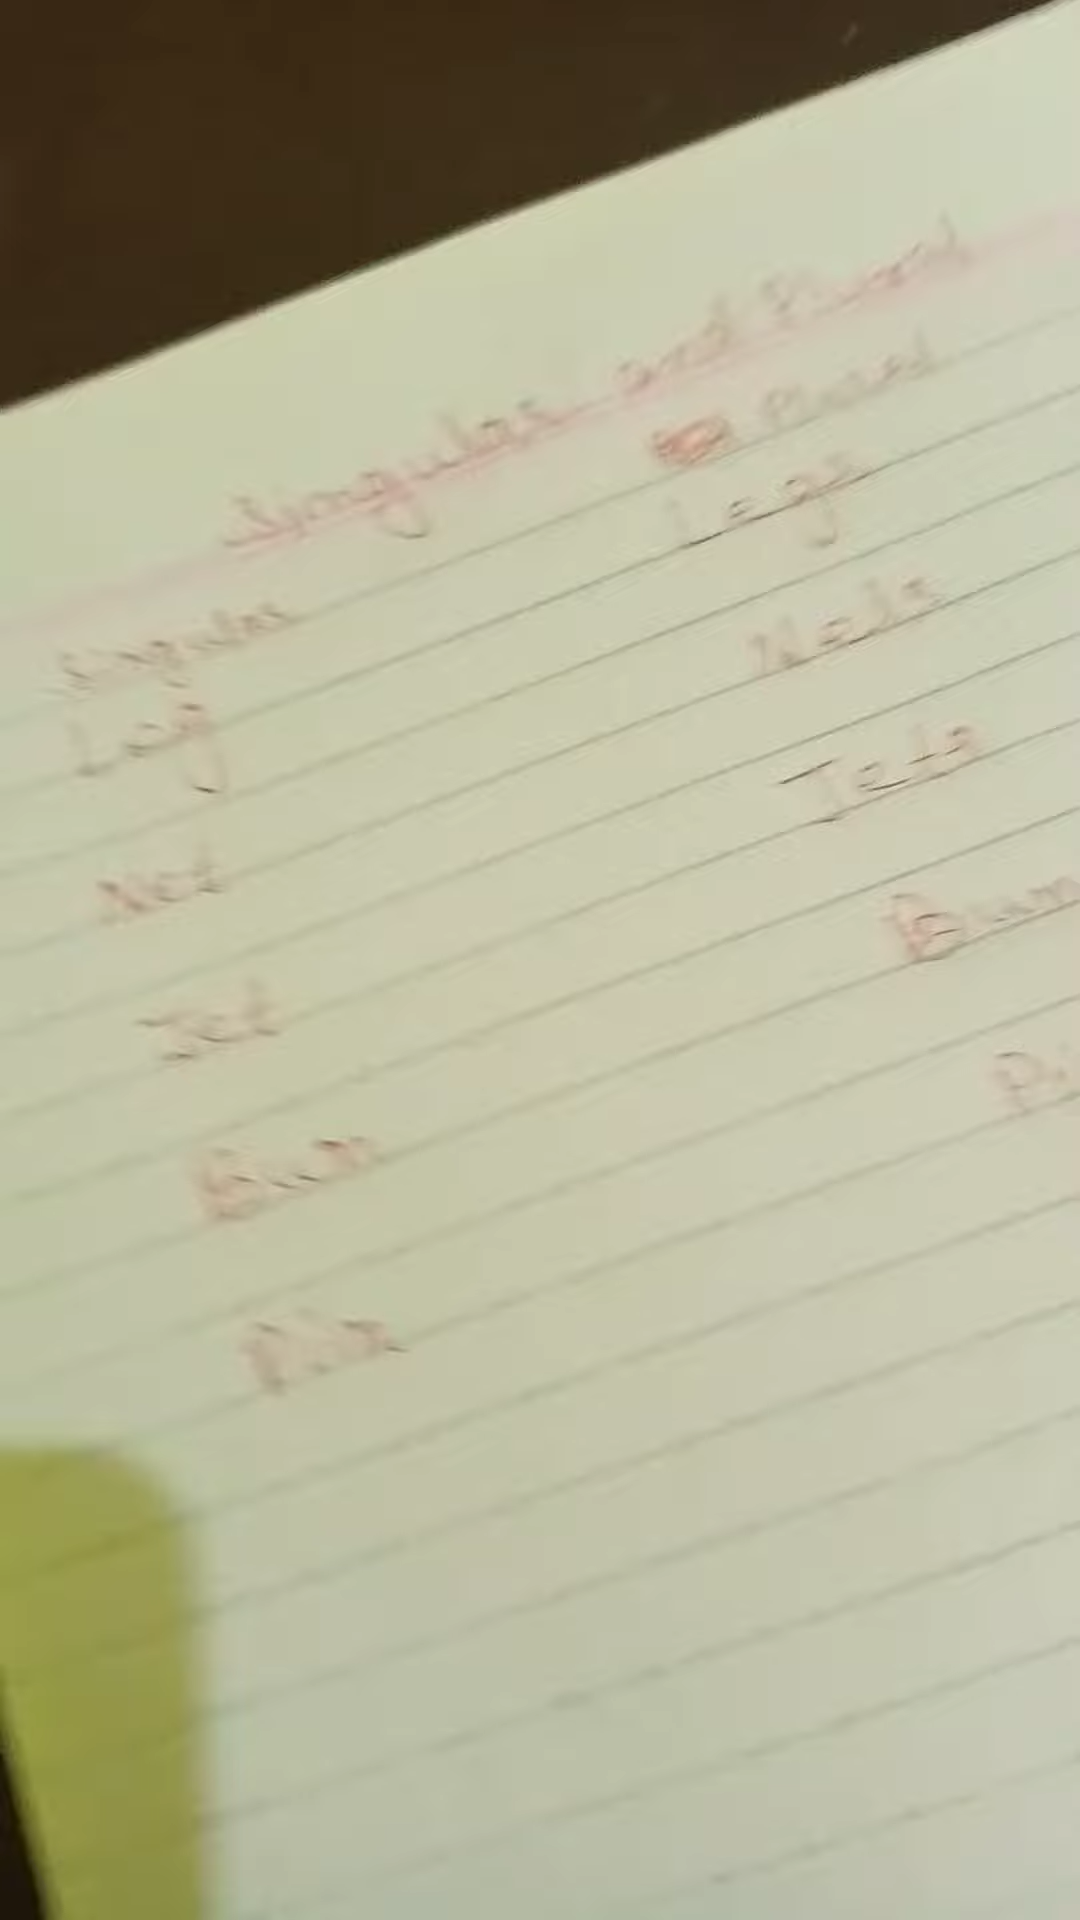 Singular and Plural
Singular Plural
Leg Legs
Net Nets
Jet Jets
Bun